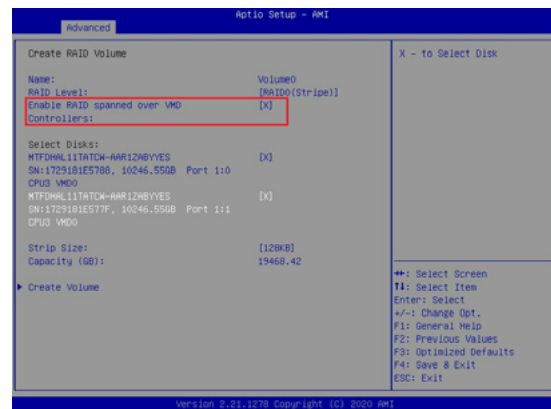 Aptio Setup - AMI
Advanced
Create RAID Volume
X - to Select Disk
Name: Volume0
RAID Level: [RAID0(Stripe)]
Enable RAID spanned over VMD [X]
Controllers:
Select Disks:
MTFDHAL11TATCW-AAR1ZABYYES [X]
SN:1729181E5788, 10246.55GB Port 1:0
CPU3 VMD0
MTFDHAL11TATCW-AAR1ZABYYES [X]
SN:1729181E577F, 10246.55GB Port 1:1
CPU3 VMD0
Strip Size: [128KB]
Capacity (GB): 19468.42
Create Volume
→←: Select Screen
↑↓: Select Item
Enter: Select
+/-: Change Opt.
F1: General Help
F2: Previous Values
F3: Optimized Defaults
F4: Save & Exit
ESC: Exit
Version 2.21.1278 Copyright (C) 2020 AMI